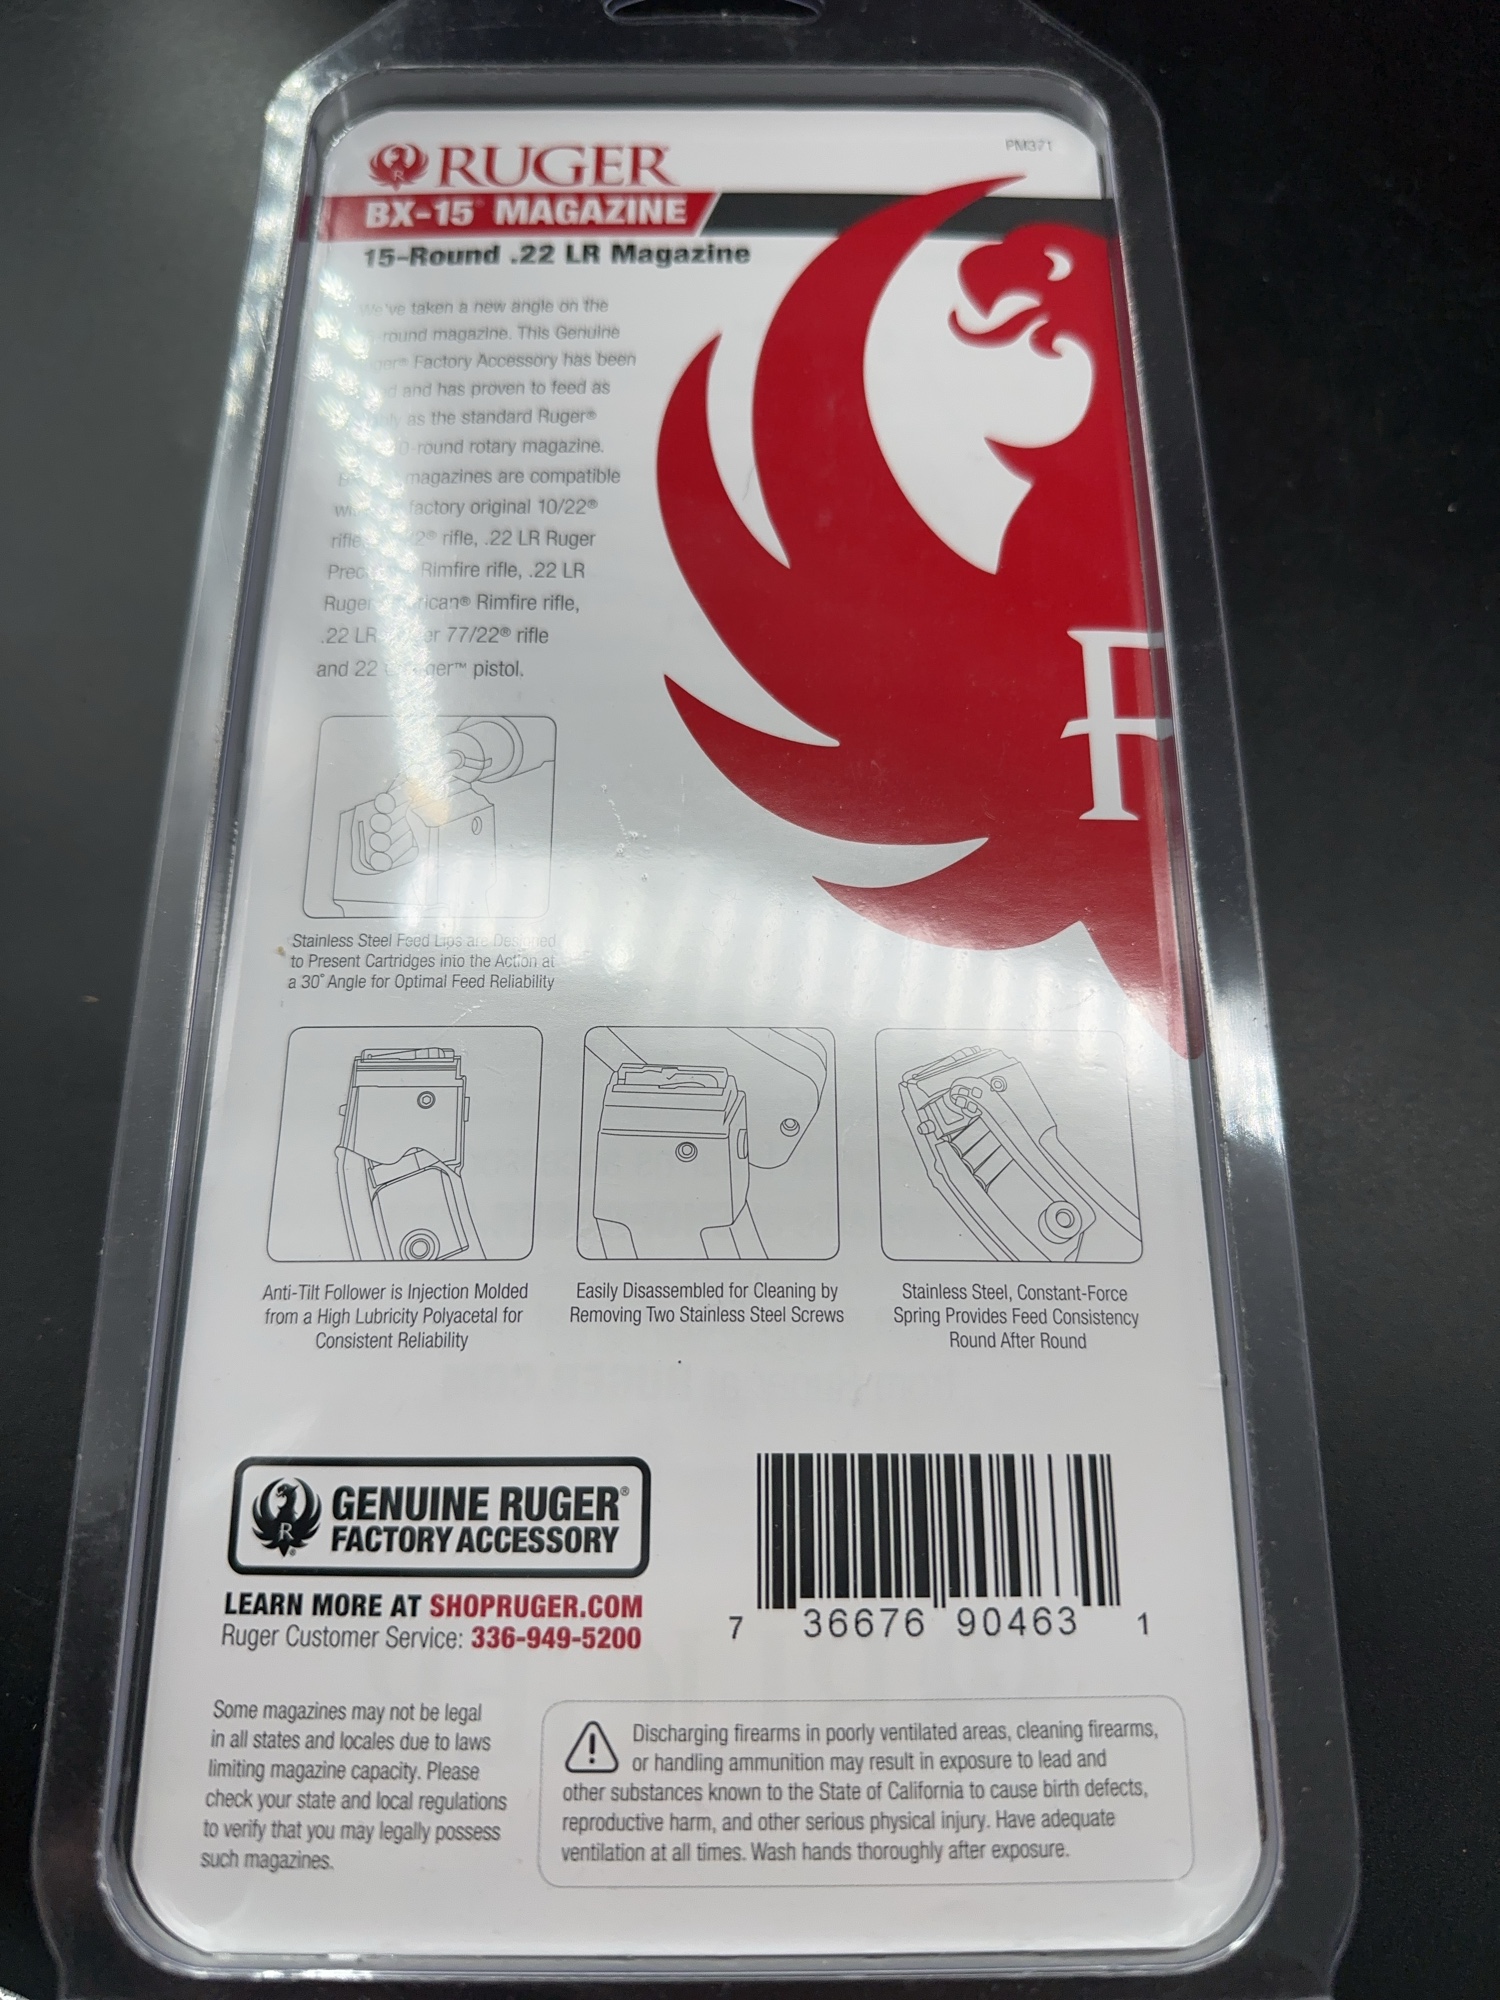 RUGER
PM371
BX-15 MAGAZINE
15-Round .22 LR Magazine
We've taken a new angle on the
-round magazine. This Genuine
Factory Accessory has been
and has proven to feed as
as the standard Ruger®
-round rotary magazine.
magazines are compatible
factory original 10/22®
rifle, .22 LR Ruger
Rimfire rifle, .22 LR
Rimfire rifle,
.22 LR 77/22® rifle
and 22 pistol.
R
Stainless Steel Feed Lips are Designed
to Present Cartridges into the Action at
a 30° Angle for Optimal Feed Reliability
Anti-Tilt Follower is Injection Molded
from a High Lubricity Polyacetal for
Consistent Reliability
Easily Disassembled for Cleaning by
Removing Two Stainless Steel Screws
Stainless Steel, Constant-Force
Spring Provides Feed Consistency
Round After Round
GENUINE RUGER®
FACTORY ACCESSORY
LEARN MORE AT SHOPRUGER.COM
Ruger Customer Service: 336-949-5200
7 36676 90463 1
Some magazines may not be legal
in all states and locales due to laws
limiting magazine capacity. Please
check your state and local regulations
to verify that you may legally possess
such magazines.
Discharging firearms in poorly ventilated areas, cleaning firearms,
or handling ammunition may result in exposure to lead and
other substances known to the State of California to cause birth defects,
reproductive harm, and other serious physical injury. Have adequate
ventilation at all times. Wash hands thoroughly after exposure.